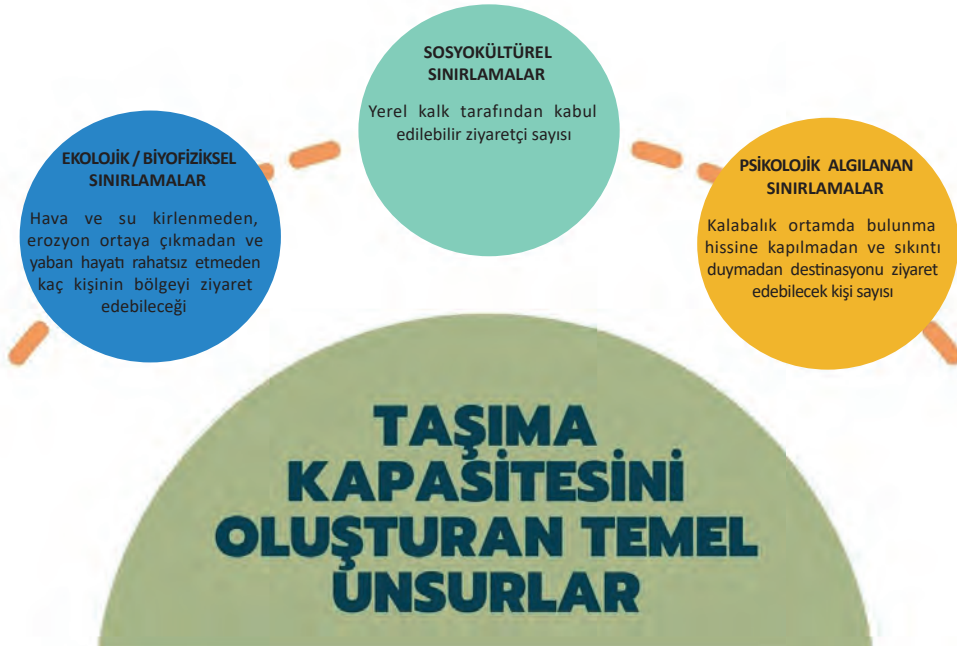 EKOLOJİK / BİYOFİZİKSEL
SINIRLAMALAR
Hava ve su kirlenmeden,
erozyon ortaya çıkmadan ve
yaban hayatı rahatsız etmeden
kaç kişinin bölgeyi ziyaret
edebileceği
SOSYOKÜLTÜREL
SINIRLAMALAR
Yerel kalk tarafından kabul
edilebilir ziyaretçi sayısı
PSİKOLOJİK ALGILANAN
SINIRLAMALAR
Kalabalık ortamda bulunma
hissine kapılmadan ve sıkıntı
duymadan destinasyonu ziyaret
edebilecek kişi sayısı
TAŞIMA
KAPASİTESİNİ
OLUŞTURAN TEMEL
UNSURLAR